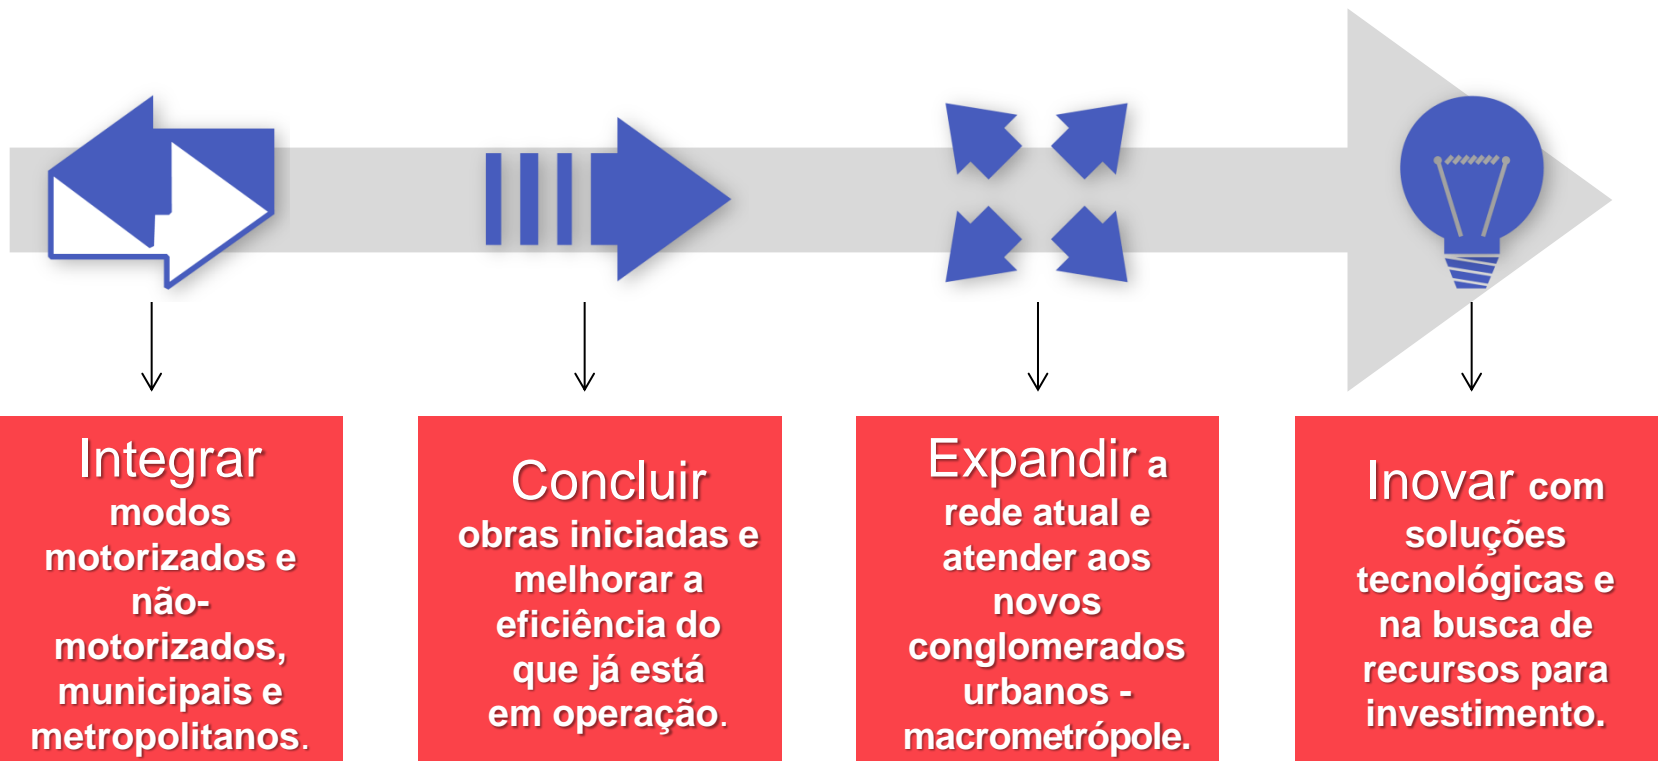 Integrar
modos
motorizados e
não-
motorizados,
municipais e
metropolitanos.
Concluir
obras iniciadas e
melhorar a
eficiência do
que já está
em operação.
Expandir a
rede atual e
atender aos
novos
conglomerados
urbanos -
macrometrópole.
Inovar com
soluções
tecnológicas e
na busca de
recursos para
investimento.